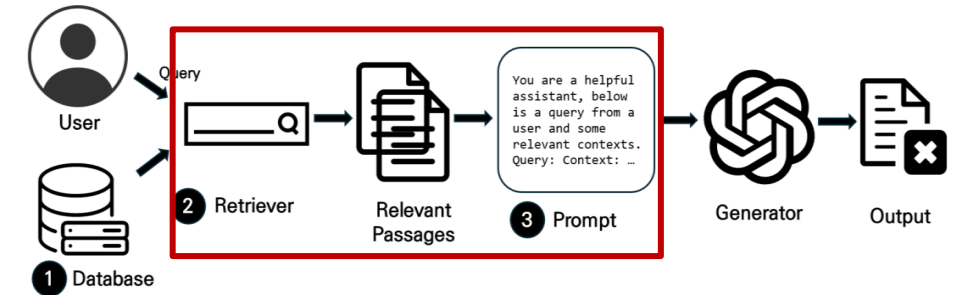 Query
User
You are a helpful
assistant, below
is a query from a
user and some
relevant contexts.
Query: Context: …
2 Retriever
Relevant
Passages
3 Prompt
Generator
Output
1 Database